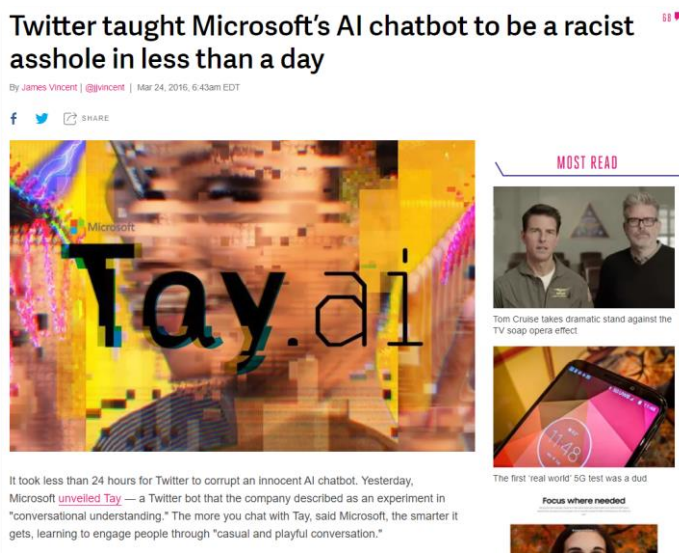 Twitter taught Microsoft's AI chatbot to be a racist
asshole in less than a day
68
By James Vincent | @jjvincent | Mar 24, 2016, 6:43am EDT
SHARE
Microsoft
Tay.ai
It took less than 24 hours for Twitter to corrupt an innocent AI chatbot. Yesterday,
Microsoft unveiled Tay — a Twitter bot that the company described as an experiment in
"conversational understanding." The more you chat with Tay, said Microsoft, the smarter it
gets, learning to engage people through "casual and playful conversation."
MOST READ
Tom Cruise takes dramatic stand against the
TV soap opera effect
11:48
The first 'real world' 5G test was a dud
Focus where needed